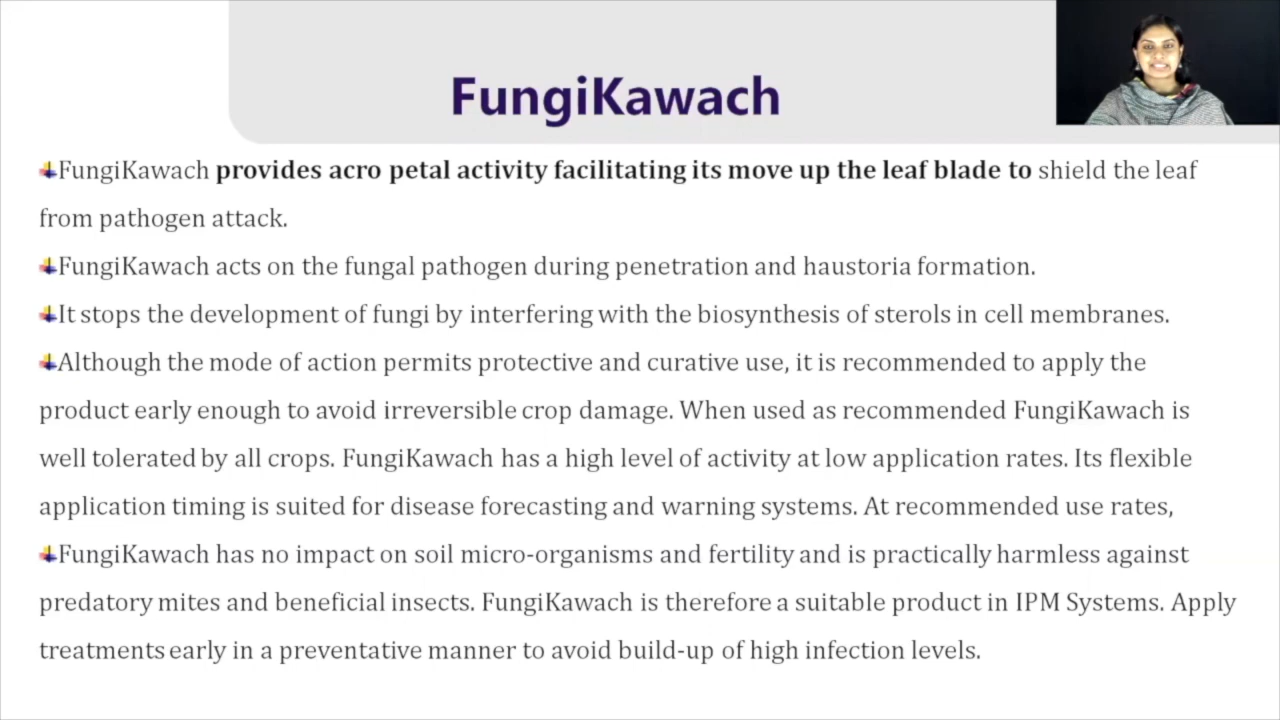 FungiKawach
FungiKawach provides acro petal activity facilitating its move up the leaf blade to shield the leaf
from pathogen attack.
FungiKawach acts on the fungal pathogen during penetration and haustoria formation.
It stops the development of fungi by interfering with the biosynthesis of sterols in cell membranes.
Although the mode of action permits protective and curative use, it is recommended to apply the
product early enough to avoid irreversible crop damage. When used as recommended FungiKawach is
well tolerated by all crops. FungiKawach has a high level of activity at low application rates. Its flexible
application timing is suited for disease forecasting and warning systems. At recommended use rates,
FungiKawach has no impact on soil micro-organisms and fertility and is practically harmless against
predatory mites and beneficial insects. FungiKawach is therefore a suitable product in IPM Systems. Apply
treatments early in a preventative manner to avoid build-up of high infection levels.